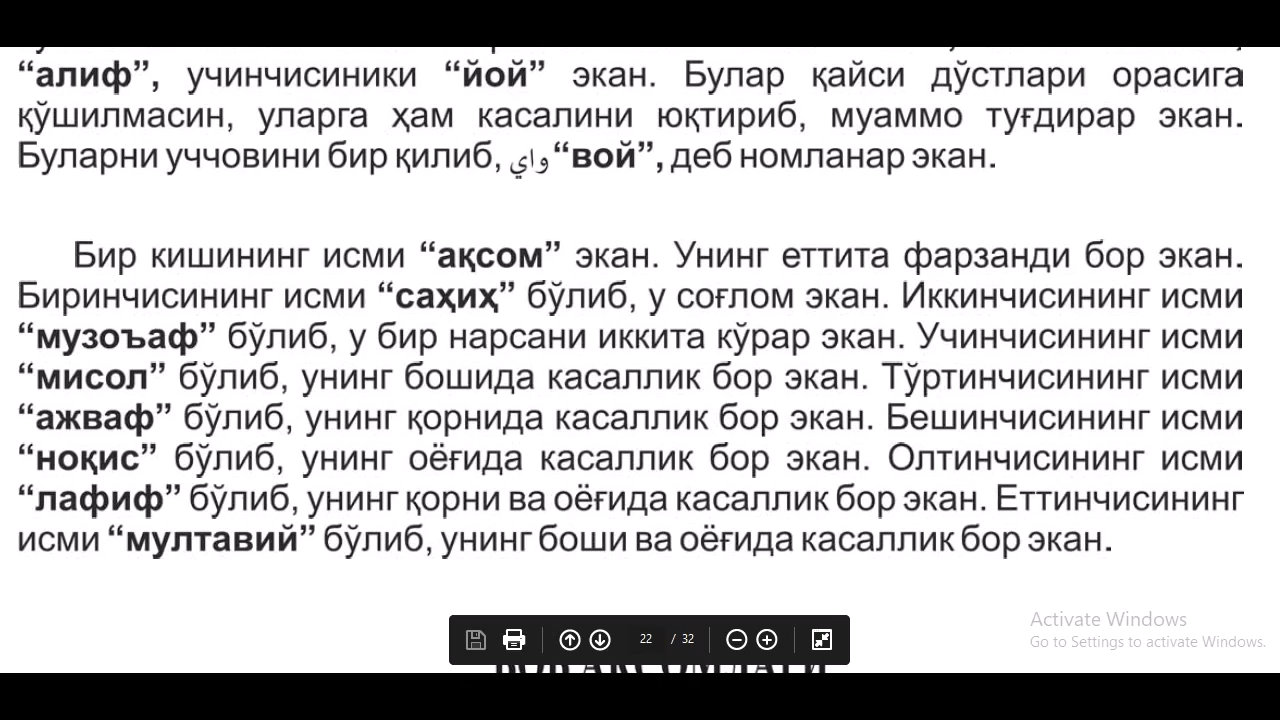 “алиф”, учинчисиники “йой” экан. Булар қайси дўстлари орасига
қўшилмасин, уларга ҳам касалини юқтириб, муаммо туғдирар экан.
Буларни уччовини бир қилиб, واي “вой”, деб номланар экан.
Бир кишининг исми “ақсом” экан. Унинг еттита фарзанди бор экан.
Биринчисининг исми “саҳиҳ” бўлиб, у соғлом экан. Иккинчисининг исми
“музоъаф” бўлиб, у бир нарсани иккита кўрар экан. Учинчисининг исми
“мисол” бўлиб, унинг бошида касаллик бор экан. Тўртинчисининг исми
“ажваф” бўлиб, унинг қорнида касаллик бор экан. Бешинчисининг исми
“ноқис” бўлиб, унинг оёғида касаллик бор экан. Олтинчисининг исми
“лафиф” бўлиб, унинг қорни ва оёғида касаллик бор экан. Еттинчисининг
исми “мултавий” бўлиб, унинг боши ва оёғида касаллик бор экан.
22 / 32
Activate Windows
Go to Settings to activate Windows.